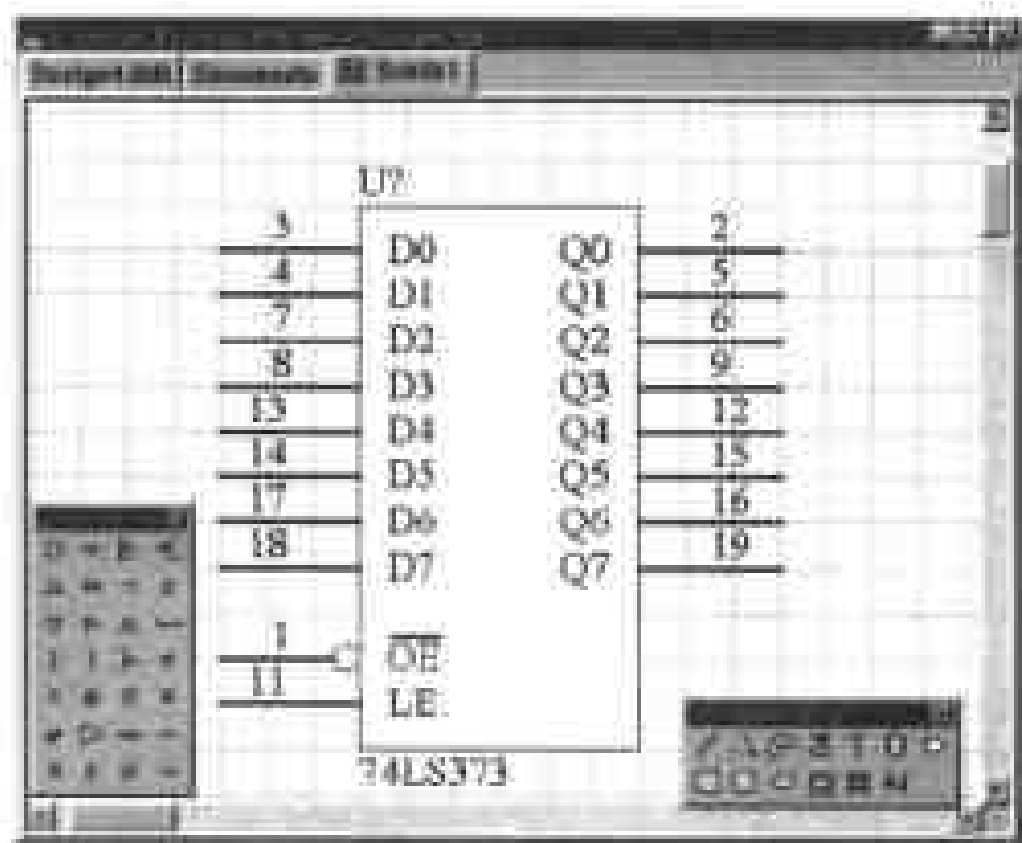 Documents
U?
3 D0 Q0 2
4 D1 Q1 5
7 D2 Q2 6
8 D3 Q3 9
13 D4 Q4 12
14 D5 Q5 15
17 D6 Q6 16
18 D7 Q7 19
1 OE
11 LE
74LS373